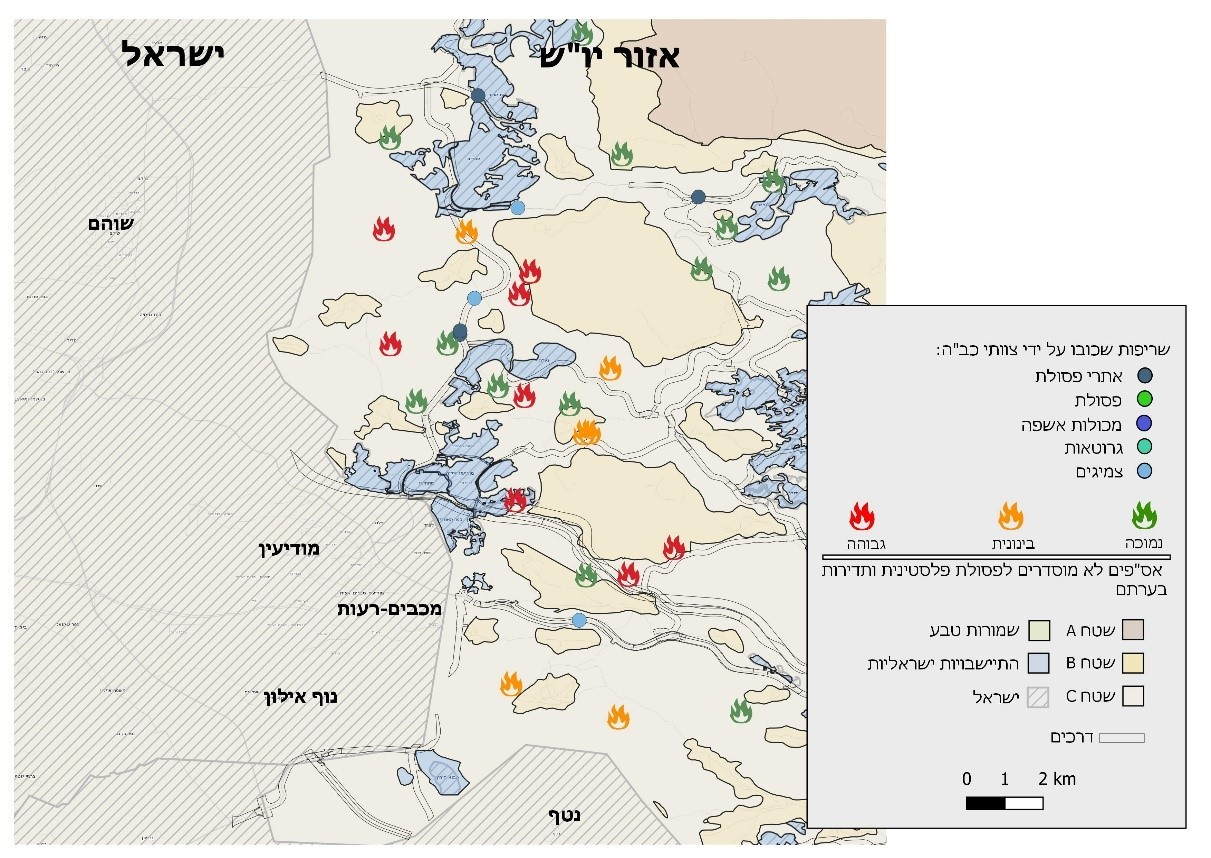 ישראל
אזור יו"ש
שוהם
מודיעין
מכבים-רעות
נוף אילון
נטף
שריפות שכובו על ידי צוותי כב"ה:
אתרי פסולת
פסולת
מכולות אשפה
גרוטאות
צמיגים
נמוכה
בינונית
גבוהה
אס"פים לא מוסדרים לפסולת פלסטינית ותדירות
בערתם
שטח A
שמורות טבע
שטח B
התיישבויות ישראליות
שטח C
ישראל
דרכים
0 1 2 km